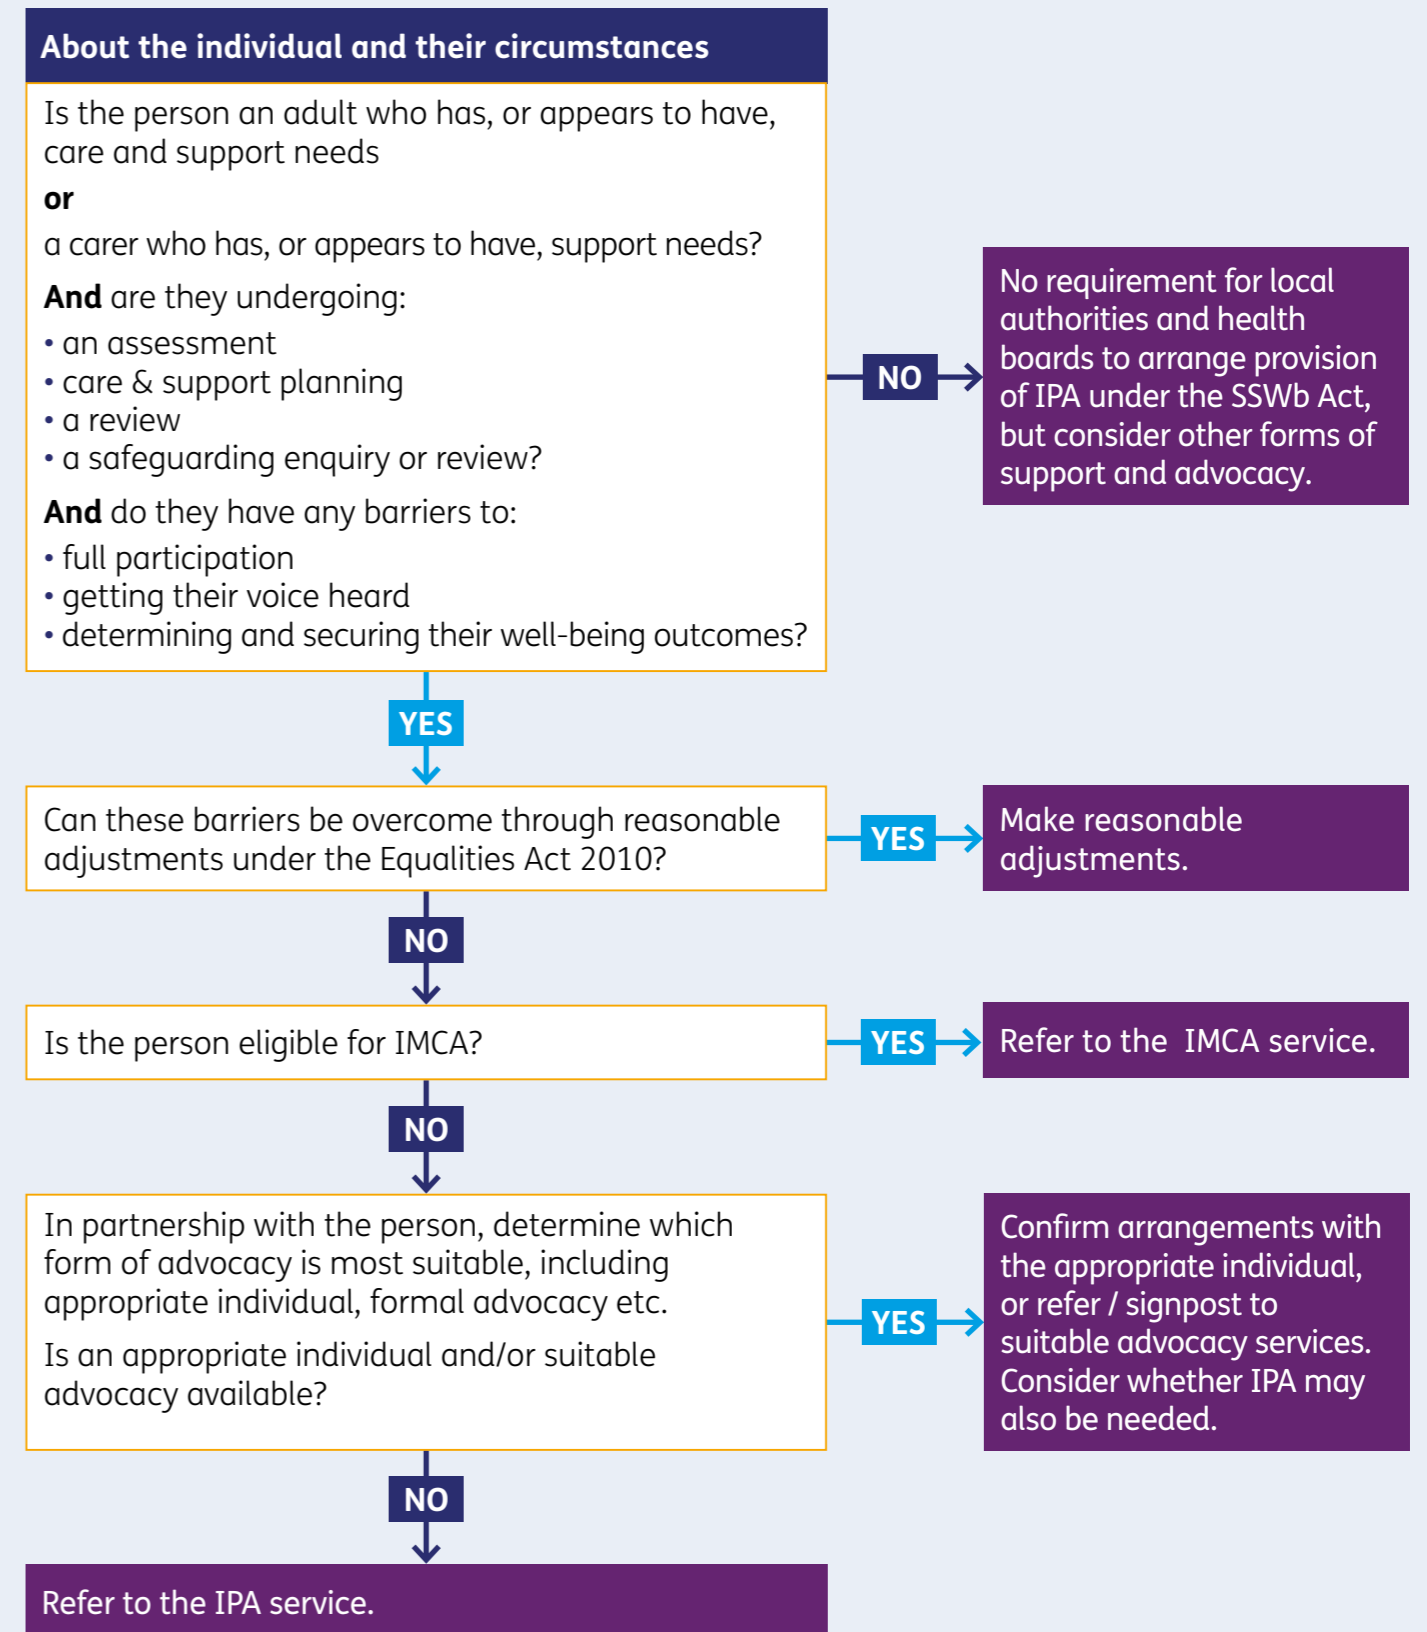 About the individual and their circumstances
Is the person an adult who has, or appears to have,
care and support needs
or
a carer who has, or appears to have, support needs?
And are they undergoing:
• an assessment
• care & support planning
• a review
• a safeguarding enquiry or review?
And do they have any barriers to:
• full participation
• getting their voice heard
• determining and securing their well-being outcomes?
NO
No requirement for local
authorities and health
boards to arrange provision
of IPA under the SSWb Act,
but consider other forms of
support and advocacy.
YES
Can these barriers be overcome through reasonable
adjustments under the Equalities Act 2010?
YES
Make reasonable
adjustments.
NO
Is the person eligible for IMCA?
YES
Refer to the IMCA service.
NO
In partnership with the person, determine which
form of advocacy is most suitable, including
appropriate individual, formal advocacy etc.
Is an appropriate individual and/or suitable
advocacy available?
YES
Confirm arrangements with
the appropriate individual,
or refer / signpost to
suitable advocacy services.
Consider whether IPA may
also be needed.
NO
Refer to the IPA service.